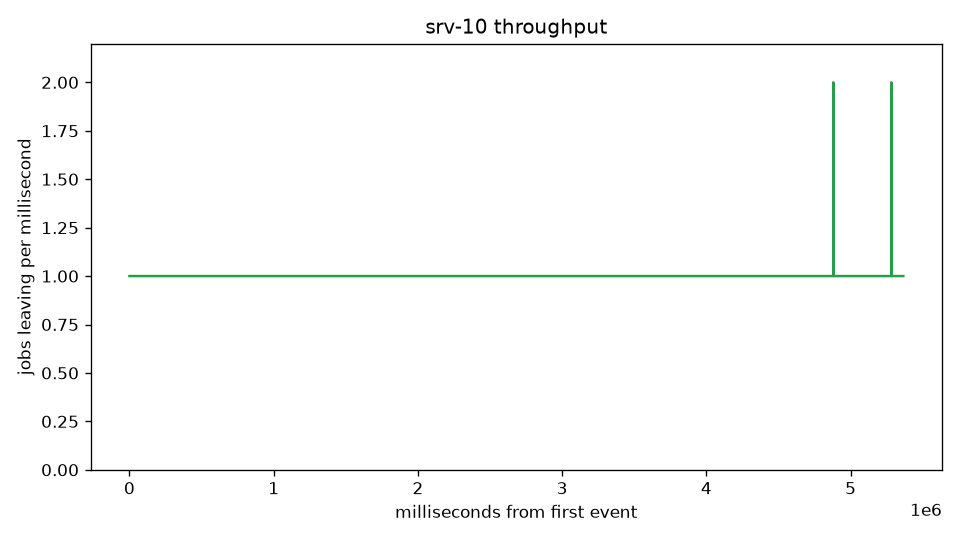 srv-10 throughput
jobs leaving per millisecond
2.00
1.75
1.50
1.25
1.00
0.75
0.50
0.25
0.00
0 1 2 3 4 5
1e6
milliseconds from first event